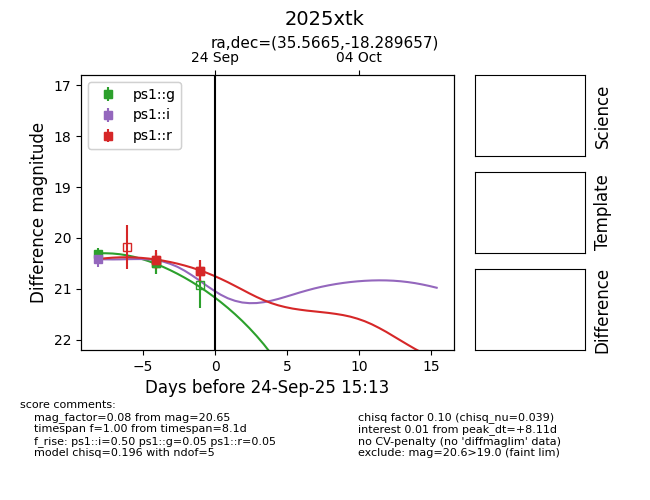 2025xtk
ra,dec=(35.5665,-18.289657)
24 Sep
04 Oct
17
18
19
20
21
22
Difference magnitude
ps1::g
ps1::i
ps1::r
−5
0
5
10
15
Days before 24-Sep-25 15:13
Science
Template
Difference
score comments:
mag_factor=0.08 from mag=20.65
timespan f=1.00 from timespan=8.1d
f_rise: ps1::i=0.50 ps1::g=0.05 ps1::r=0.05
model chisq=0.196 with ndof=5
chisq factor 0.10 (chisq_nu=0.039)
interest 0.01 from peak_dt=+8.11d
no CV-penalty (no 'diffmaglim' data)
exclude: mag=20.6>19.0 (faint lim)